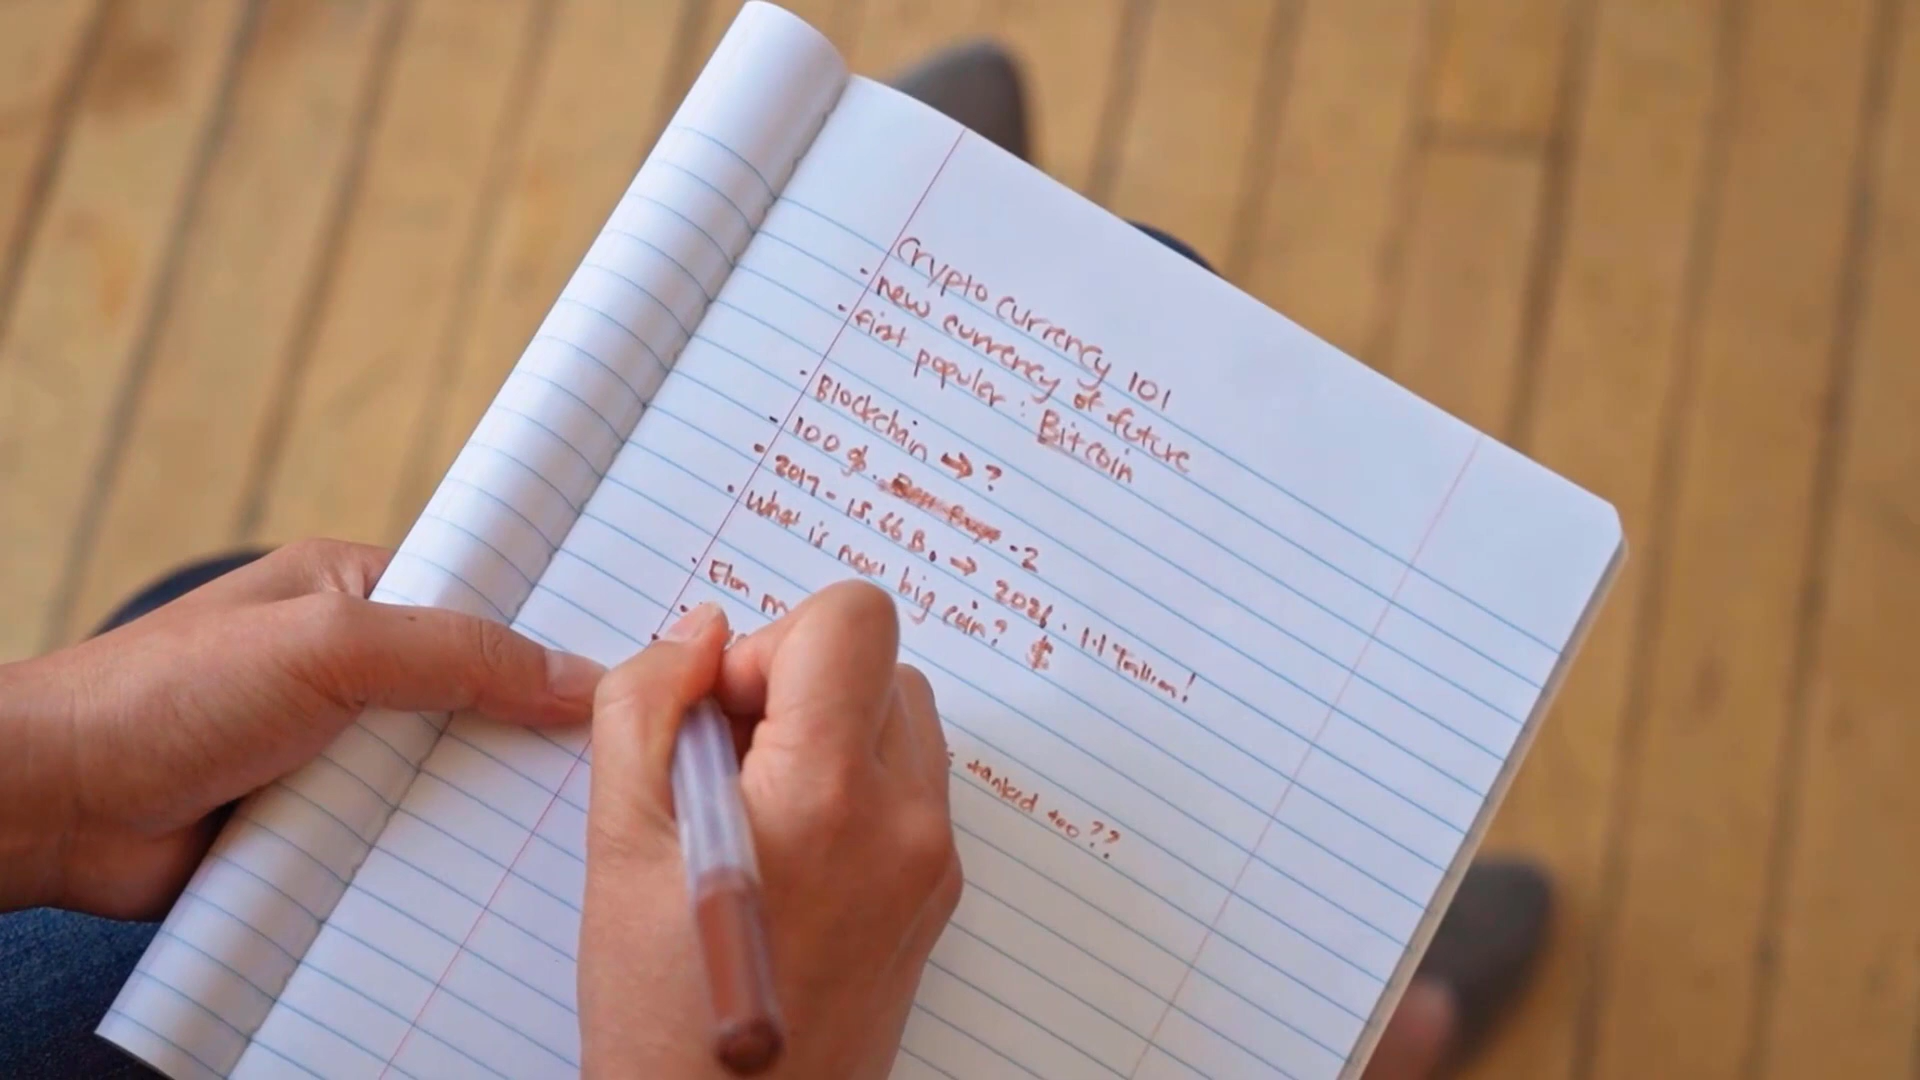 Crypto currency 101
- new currency of future
- first popular : Bitcoin
- Blockchain → ?
- 100 $. - 2
- 2017 - 15.66 B. → 2021. 1.1 Trillion!
- What is next big coin? $
- Elon m
tanked too ??